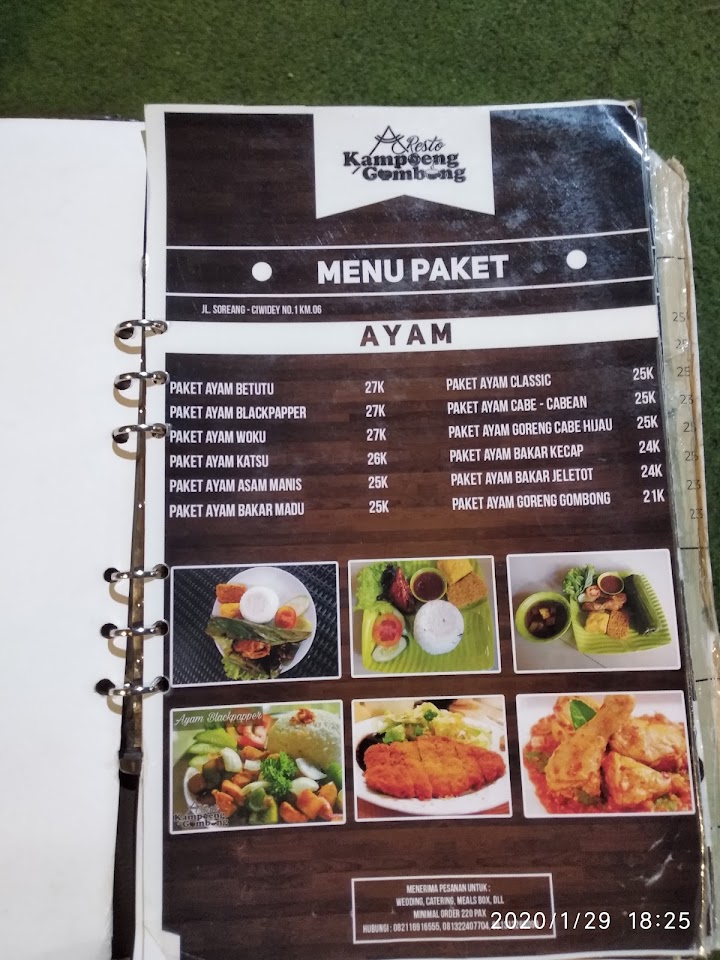 Resto
Kampoeng
Gombong
MENU PAKET
JL. SOREANG - CIWIDEY NO.1 KM.06
AYAM
PAKET AYAM BETUTU 27K
PAKET AYAM BLACKPAPPER 27K
PAKET AYAM WOKU 27K
PAKET AYAM KATSU 26K
PAKET AYAM ASAM MANIS 25K
PAKET AYAM BAKAR MADU 25K
PAKET AYAM CLASSIC 25K
PAKET AYAM CABE - CABEAN 25K
PAKET AYAM GORENG CABE HIJAU 25K
PAKET AYAM BAKAR KECAP 24K
PAKET AYAM BAKAR JELETOT 24K
PAKET AYAM GORENG GOMBONG 21K
Ayam Blackpapper
Kampoeng
Gombong
MENERIMA PESANAN UNTUK :
WEDDING, CATERING, MEALS BOX, DLL
MINIMAL ORDER 220 PAX
HUBUNGI : 082116916555, 081322407704,
2020/1/29 18:25